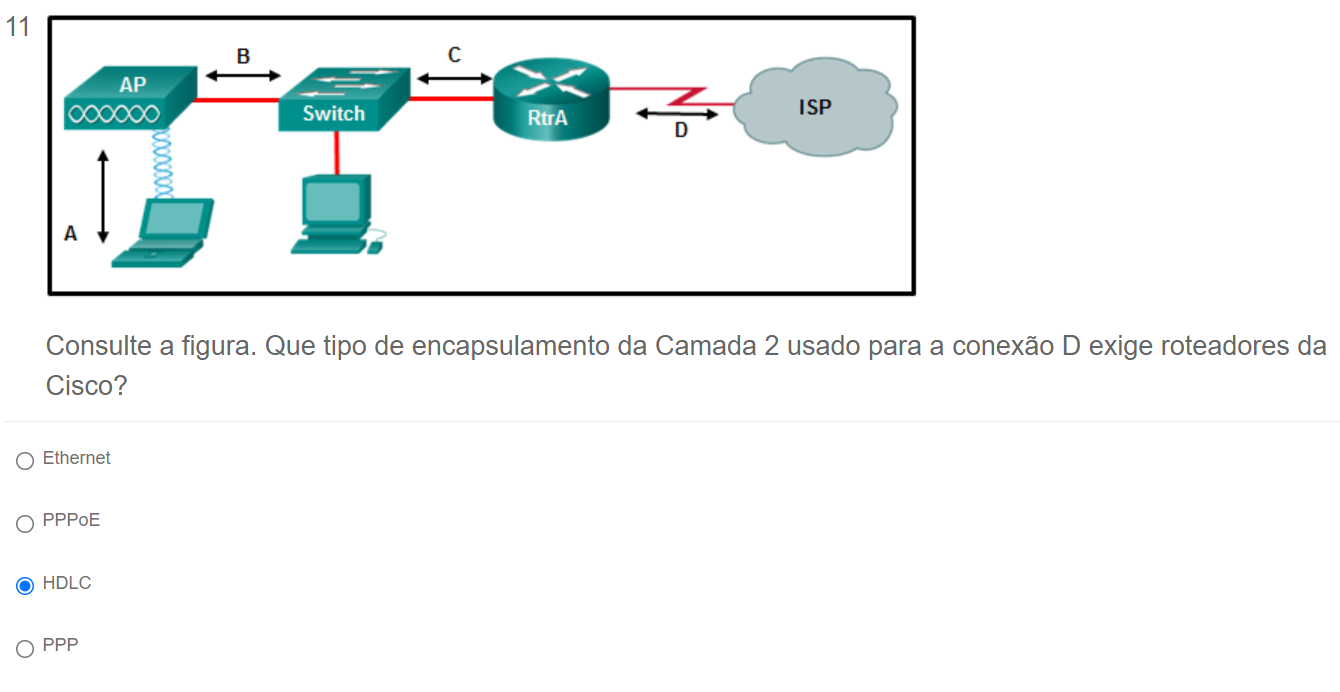 11
B
C
AP
Switch
RtrA
ISP
D
A
Consulte a figura. Que tipo de encapsulamento da Camada 2 usado para a conexão D exige roteadores da
Cisco?
Ethernet
PPPoE
HDLC
PPP